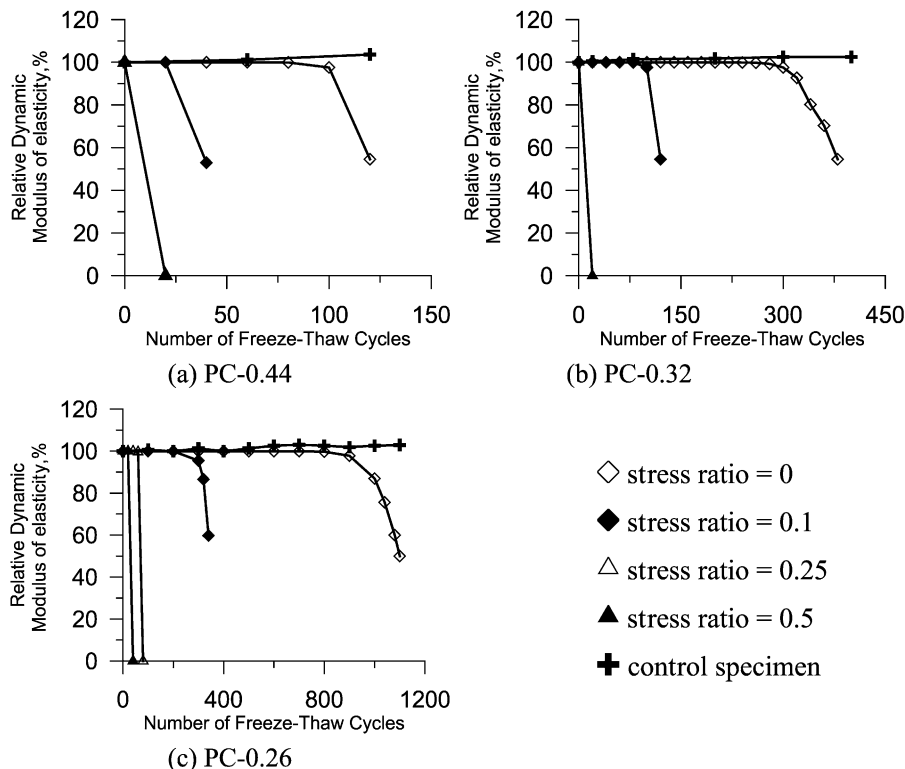 120
100
80
60
40
20
0
Relative Dynamic
Modulus of elasticity,%
0 50 100 150
Number of Freeze-Thaw Cycles
(a) PC-0.44
120
100
80
60
40
20
0
Relative Dynamic
Modulus of elasticity,%
0 150 300 450
Number of Freeze-Thaw Cycles
(b) PC-0.32
120
100
80
60
40
20
0
Relative Dynamic
Modulus of elasticity,%
0 400 800 1200
Number of Freeze-Thaw Cycles
(c) PC-0.26
stress ratio = 0
stress ratio = 0.1
stress ratio = 0.25
stress ratio = 0.5
control specimen